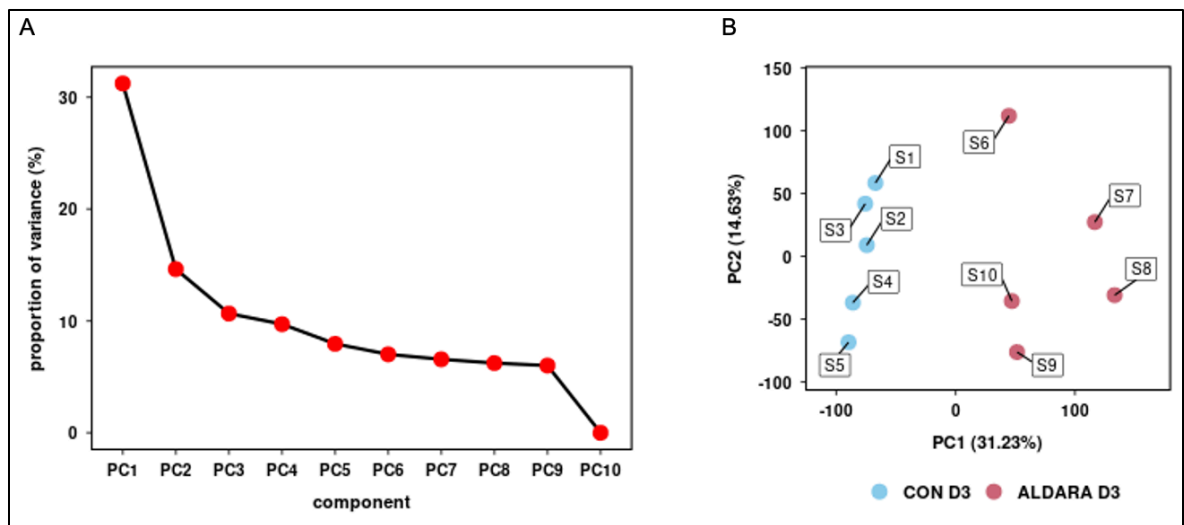 A
proportion of variance (%)
30
20
10
0
PC1 PC2 PC3 PC4 PC5 PC6 PC7 PC8 PC9 PC10
component
B
PC2 (14.63%)
150
100
50
0
-50
-100
S6
S1
S7
S3
S2
S4
S10
S8
S5
S9
-100 0 100
PC1 (31.23%)
CON D3 ALDARA D3